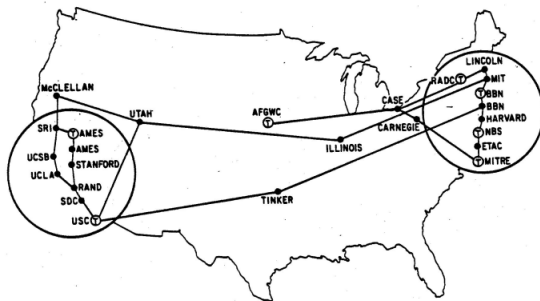 LINCOLN
RADC T
MIT
McCLELLAN
T BBN
CASE
BBN
UTAH
AFGWC
T
HARVARD
CARNEGIE
SRI
T AMES
T NBS
ILLINOIS
AMES
ETAC
UCSB
STANFORD
T MITRE
UCLA
RAND
SDC
TINKER
USC T